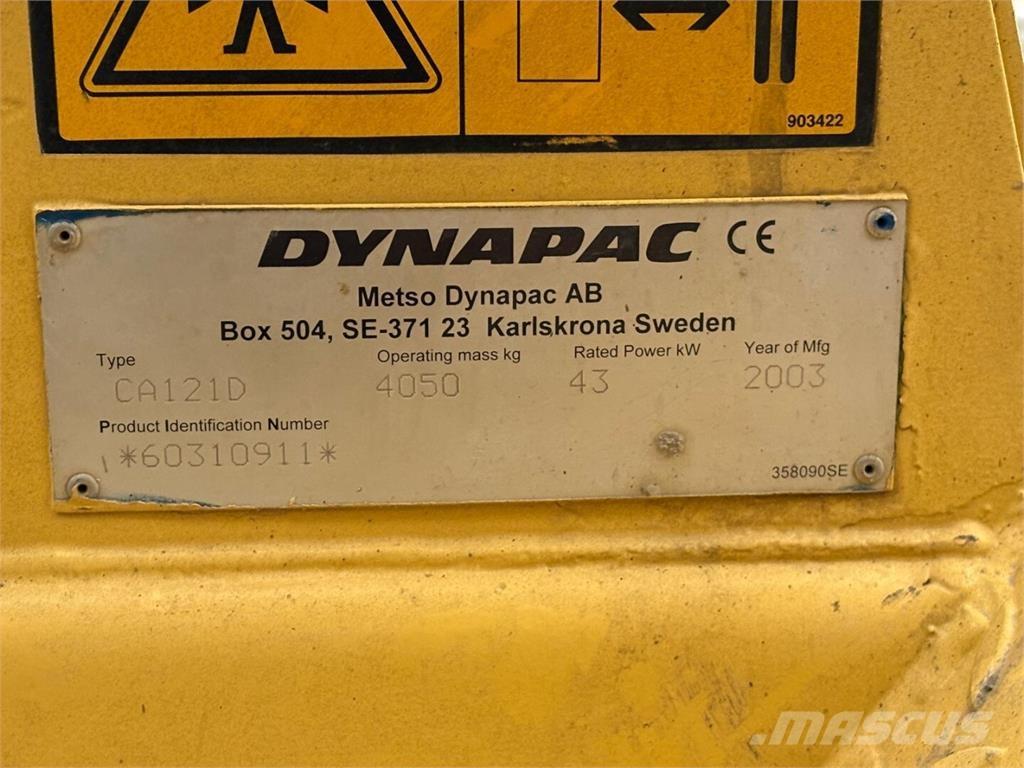 903422
DYNAPAC CE
Metso Dynapac AB
Box 504, SE-371 23 Karlskrona Sweden
Type Operating mass kg Rated Power kW Year of Mfg
CA121D 4050 43 2003
Product Identification Number
*60310911*
358090SE
MASCUS